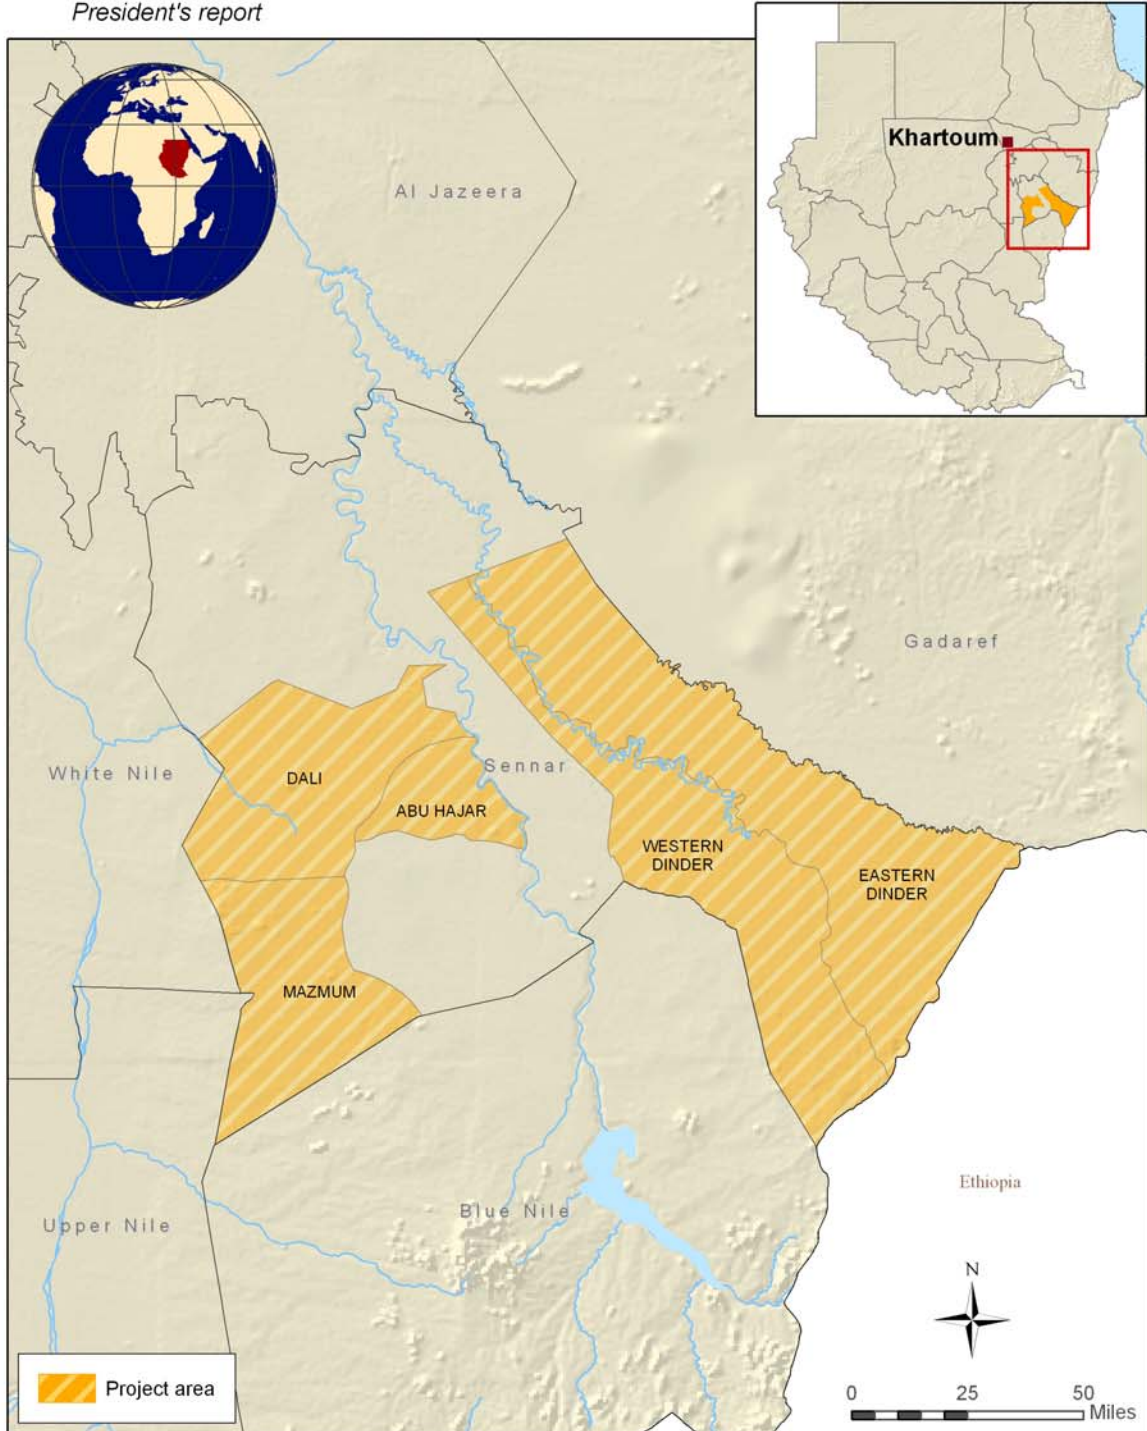 President's report
Khartoum
Al Jazeera
Gadaref
White Nile
DALI
Sennar
ABU HAJAR
WESTERN
DINDER
EASTERN
DINDER
MAZMUM
Ethiopia
Blue Nile
Upper Nile
N
Project area
0 25 50
Miles